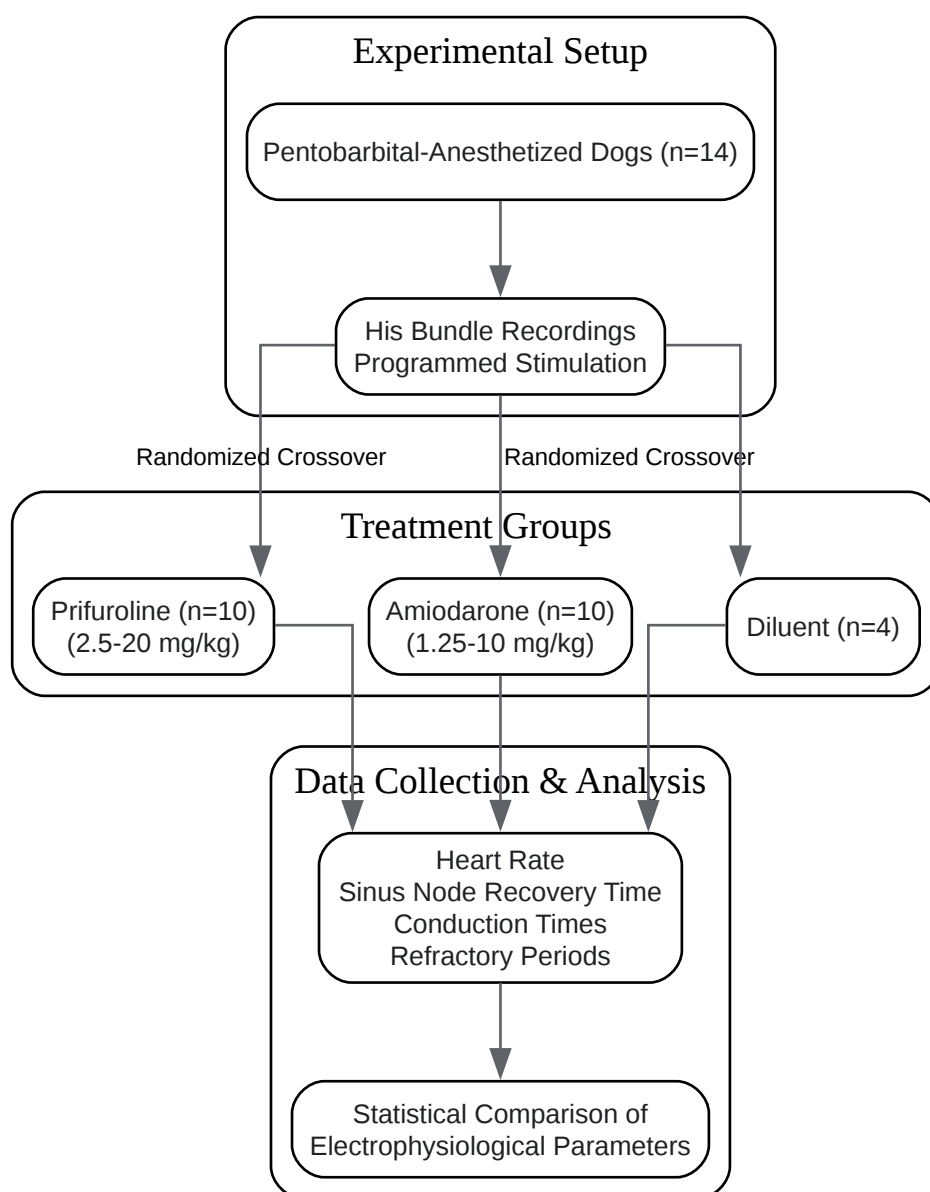 Experimental Setup
Pentobarbital-Anesthetized Dogs (n=14)
His Bundle Recordings
Programmed Stimulation
Randomized Crossover
Randomized Crossover
Treatment Groups
Prifuroline (n=10)
(2.5-20 mg/kg)
Amiodarone (n=10)
(1.25-10 mg/kg)
Diluent (n=4)
Data Collection & Analysis
Heart Rate
Sinus Node Recovery Time
Conduction Times
Refractory Periods
Statistical Comparison of
Electrophysiological Parameters